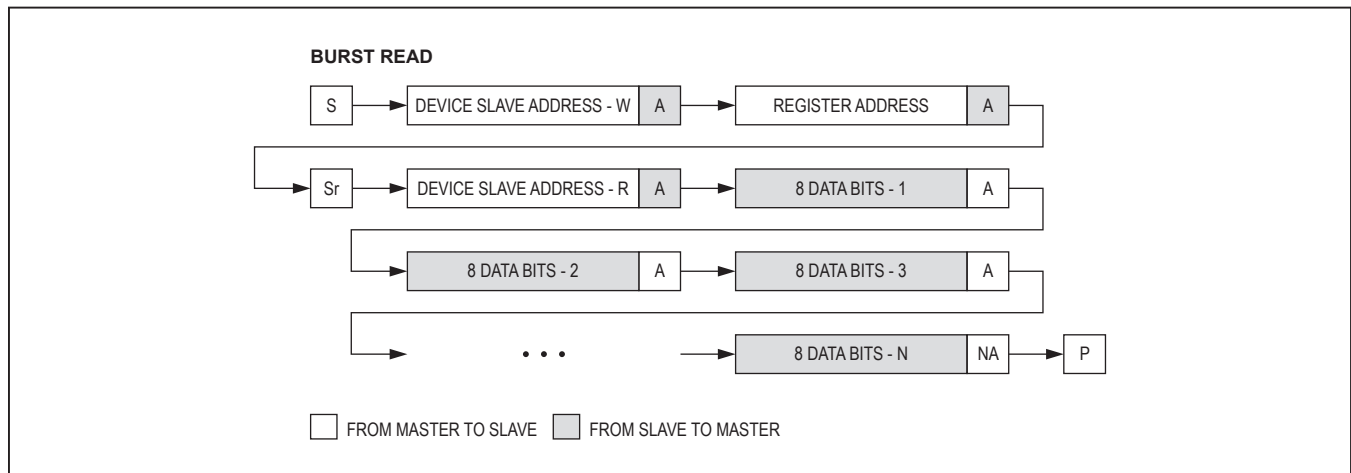 BURST READ
S DEVICE SLAVE ADDRESS - W A REGISTER ADDRESS A
Sr DEVICE SLAVE ADDRESS - R A 8 DATA BITS - 1 A
8 DATA BITS - 2 A 8 DATA BITS - 3 A
• • • 8 DATA BITS - N NA P
FROM MASTER TO SLAVE FROM SLAVE TO MASTER